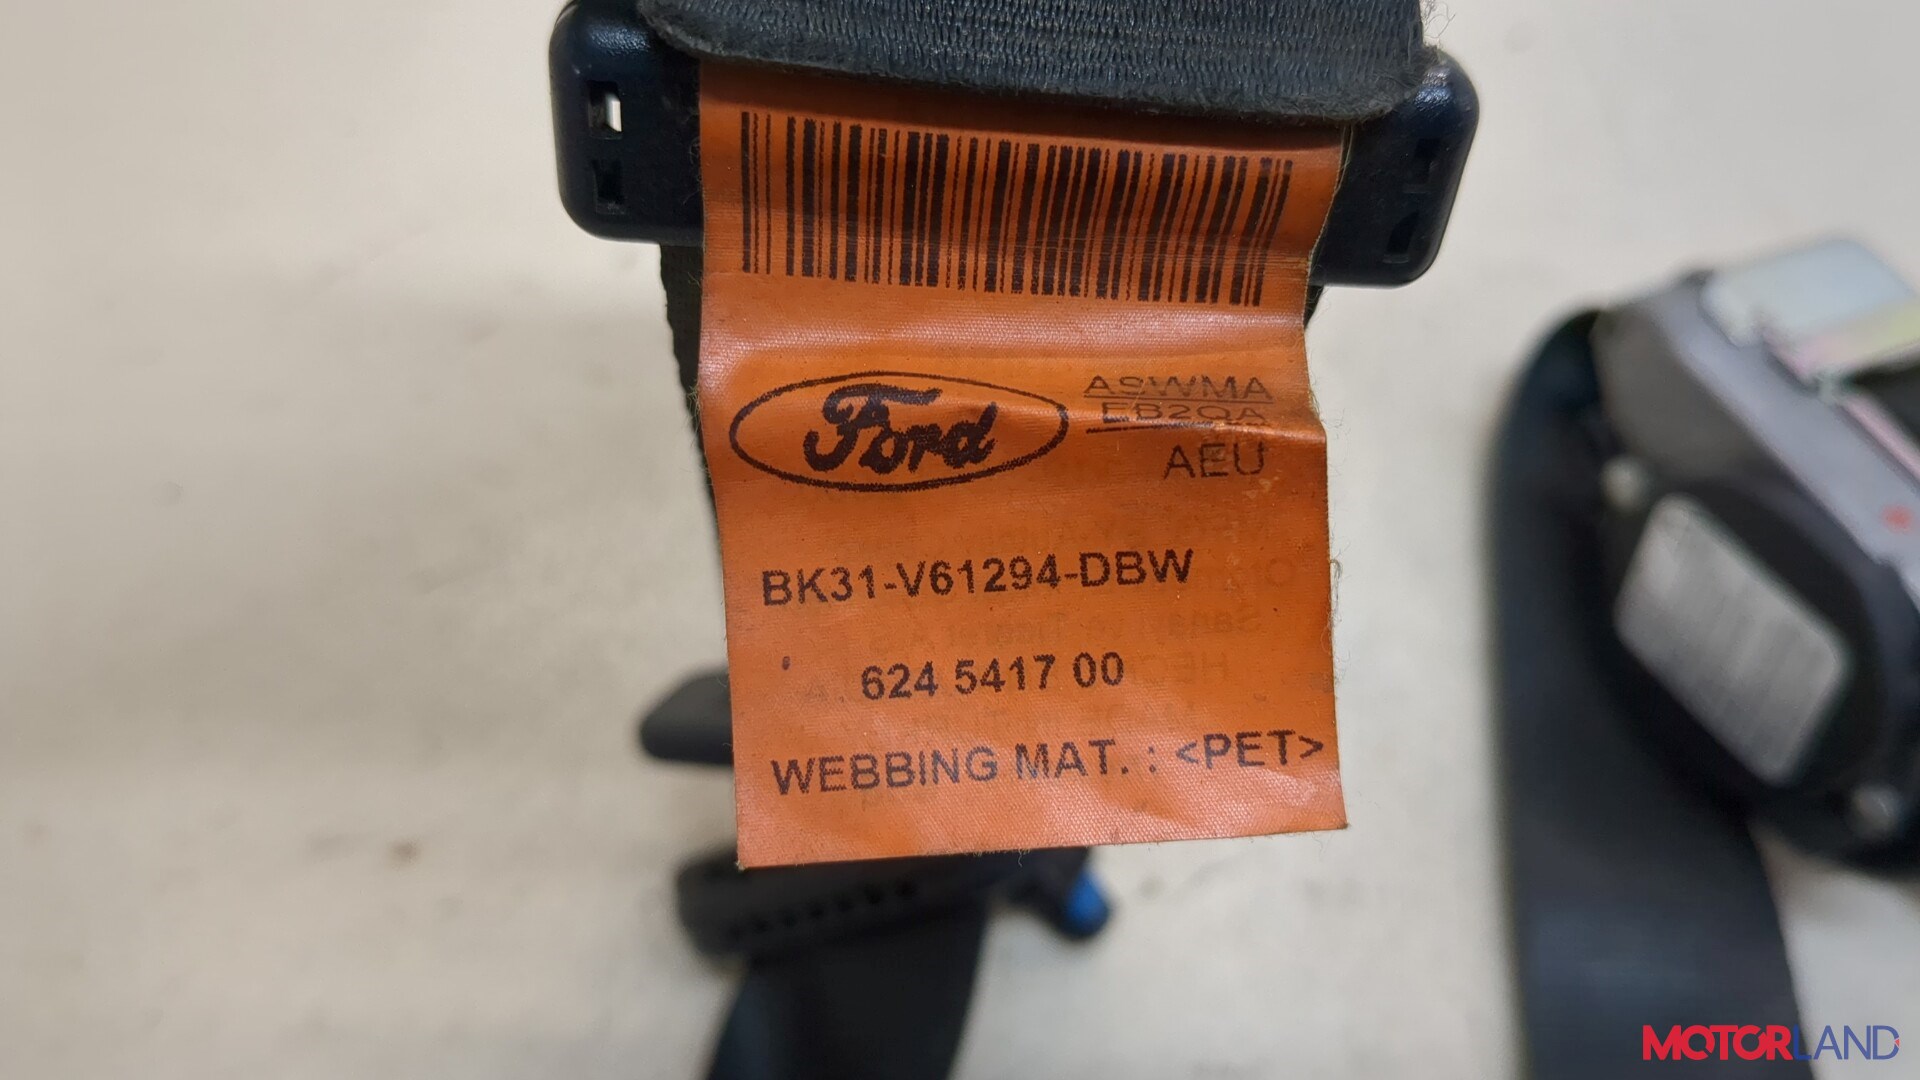 Ford
ASWMA
EB2QA
AEU
BK31-V61294-DBW
624 5417 00
WEBBING MAT. : <PET>
MOTORLAND